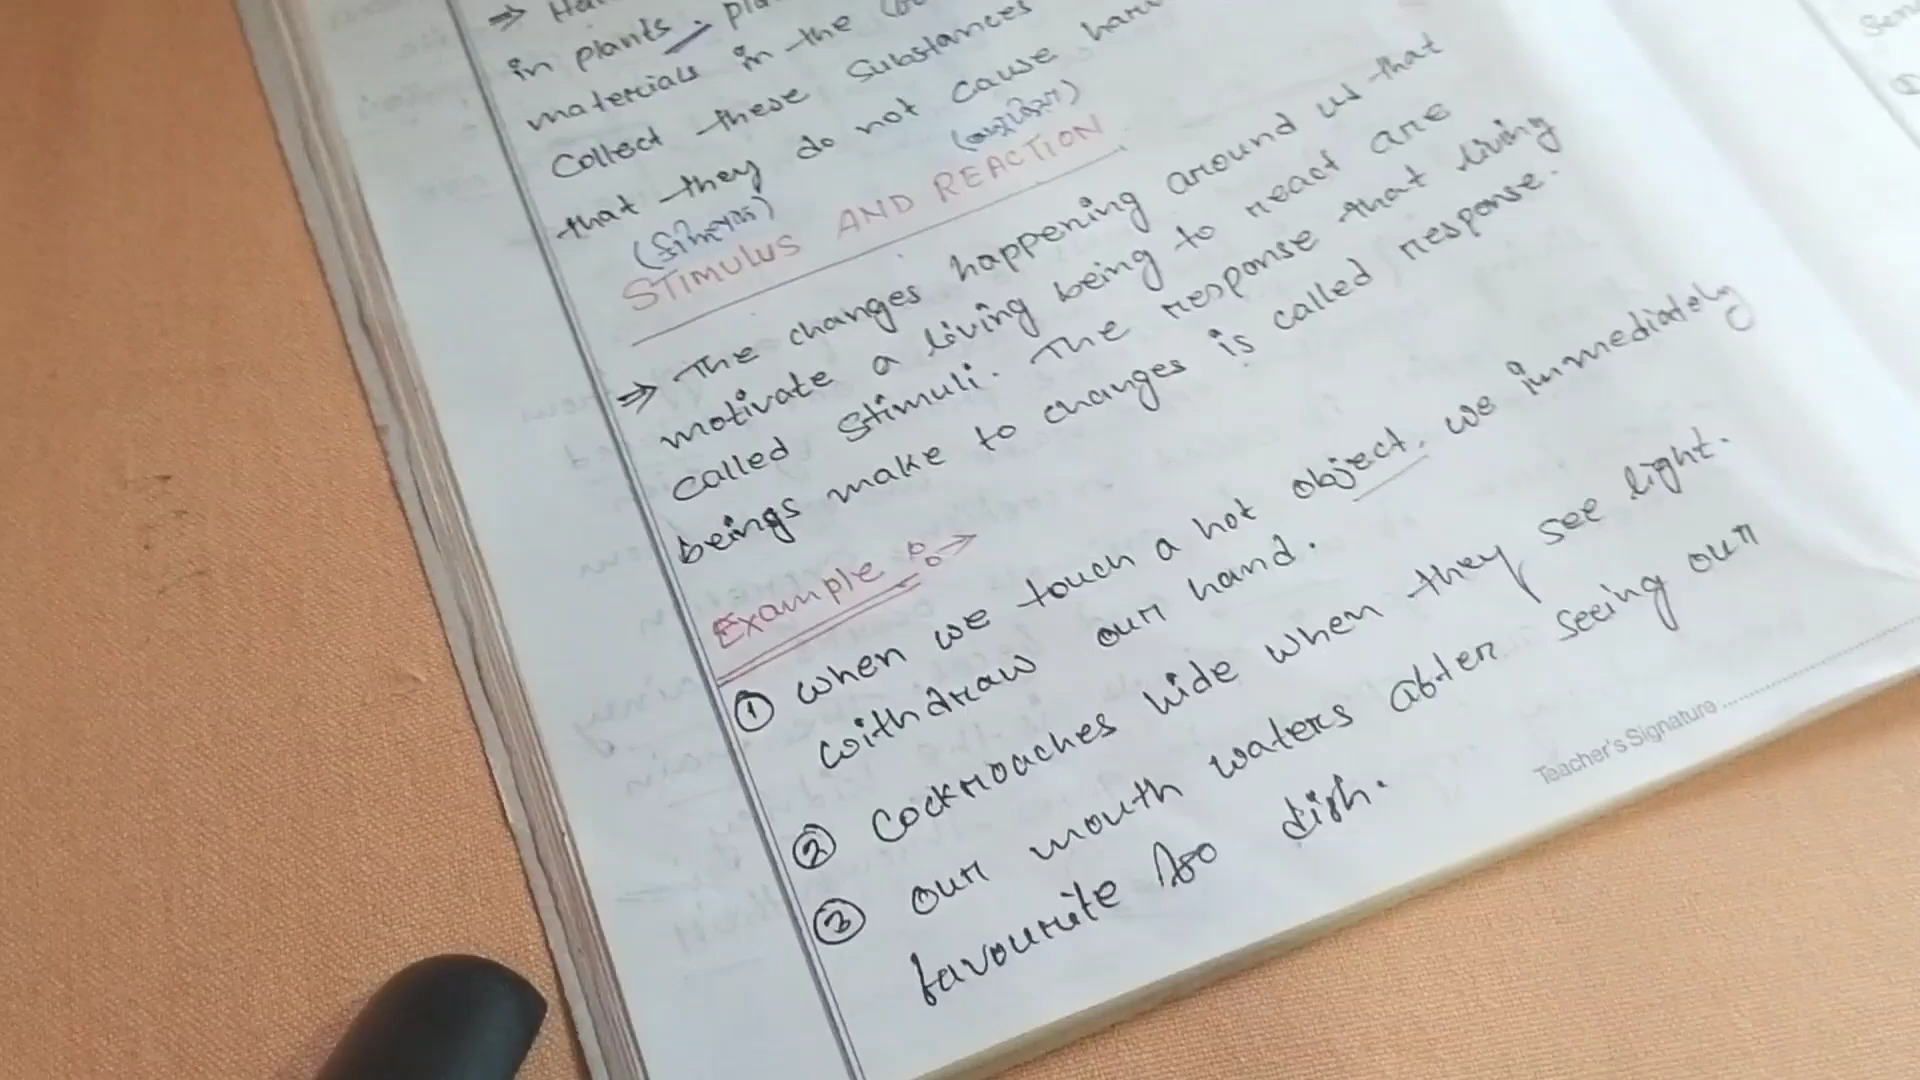 in plants
materials in the
Collect these substances
that they do not cause
STIMULUS AND REACTION
⇒ The changes happening around us that
motivate a living being to react are
called stimuli. The response that living
beings make to changes is called response.
Example :→
① When we touch a hot object. we immediately
withdraw our hand.
② Cockroaches hide when they see light.
③ our mouth waters abter seeing our
favourite dish.
Teacher's Signature